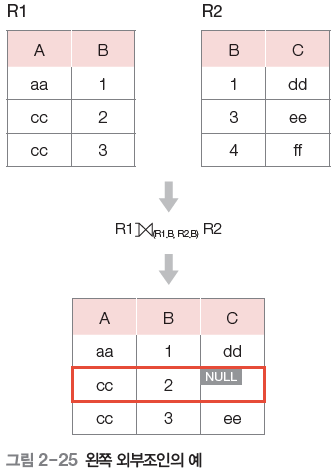 R1 R2
A B B C
aa 1 1 dd
cc 2 3 ee
cc 3 4 ff
R1⟕(R1.B, R2.B) R2
A B C
aa 1 dd
cc 2 NULL
cc 3 ee
그림 2-25 왼쪽 외부조인의 예